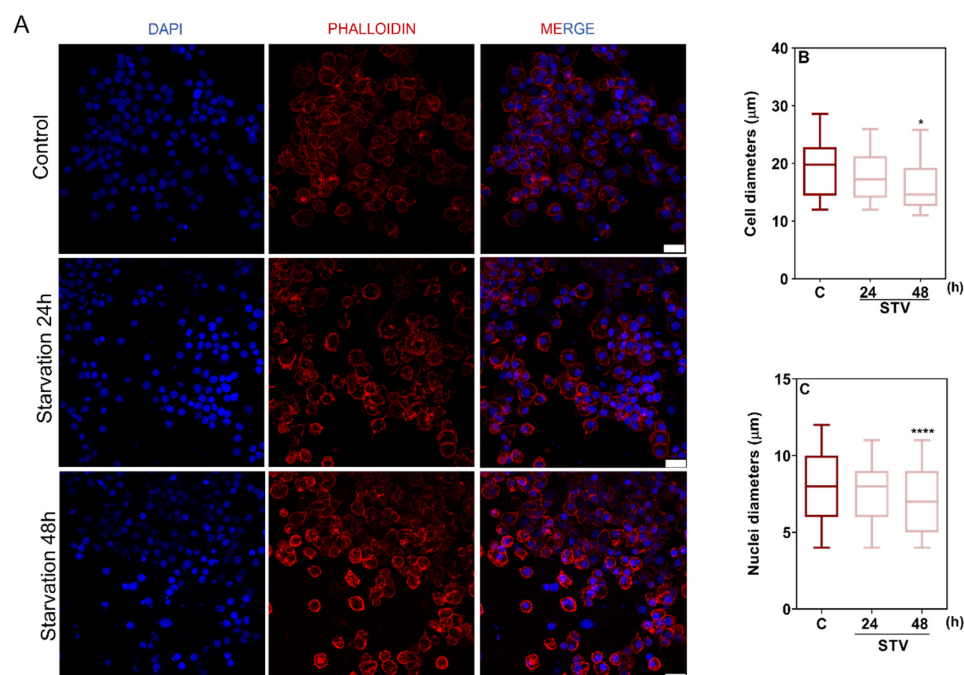 A
DAPI
PHALLOIDIN
MERGE
Control
Starvation 24h
Starvation 48h
B
Cell diameters (μm)
40
30
20
10
0
*
C 24 48 (h)
STV
C
Nuclei diameters (μm)
15
10
5
0
****
C 24 48 (h)
STV